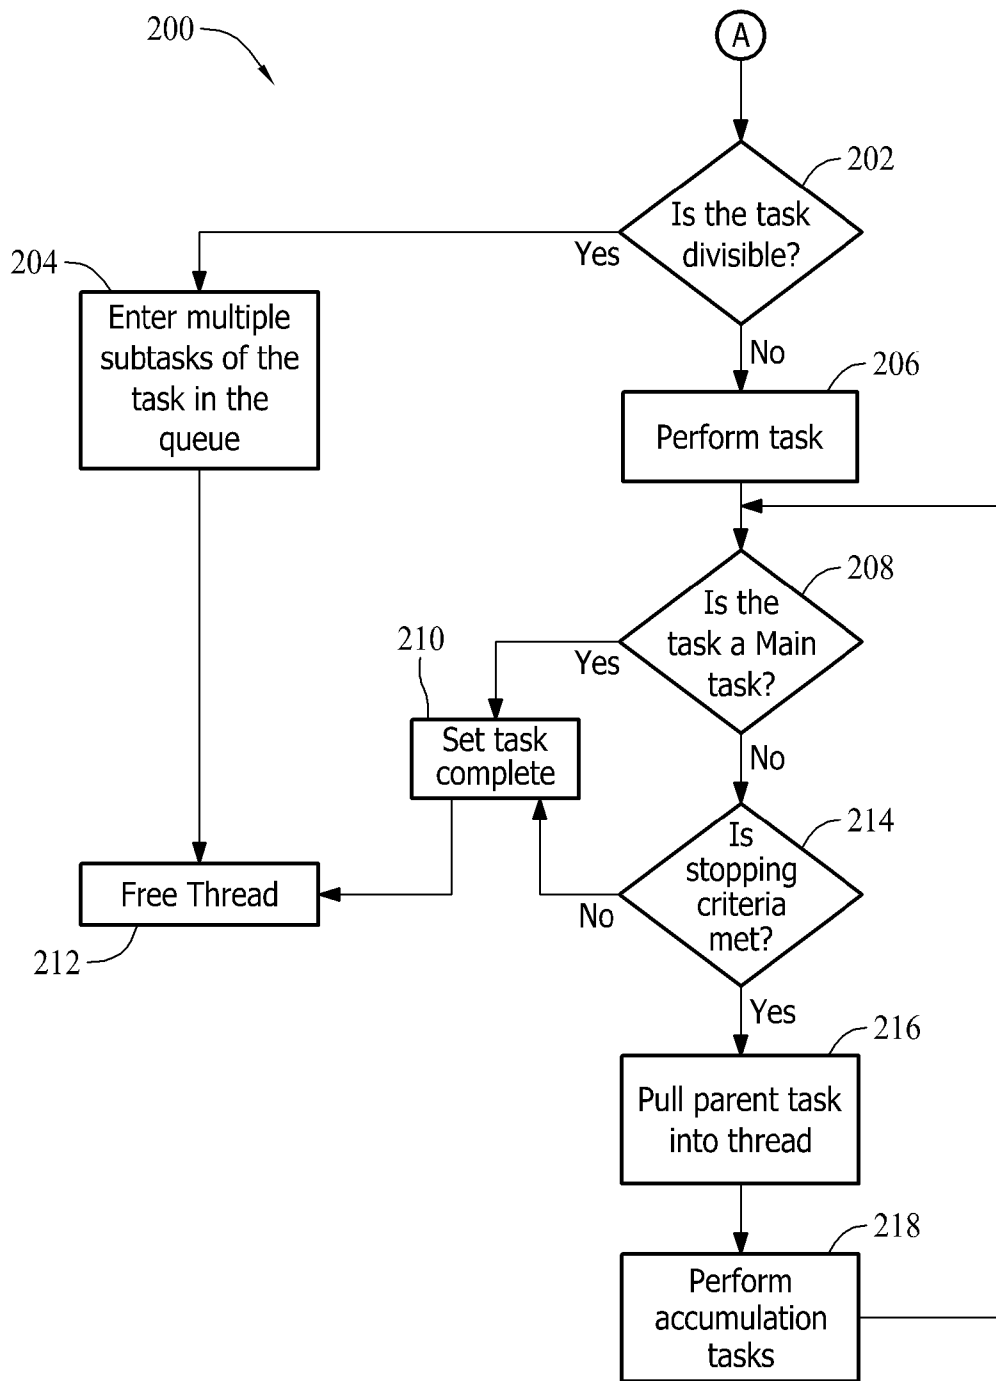 200
A
202
Is the task
divisible?
Yes
No
204
Enter multiple
subtasks of the
task in the
queue
206
Perform task
208
Is the
task a Main
task?
Yes
No
210
Set task
complete
214
Is
stopping
criteria
met?
No
Yes
Free Thread
212
216
Pull parent task
into thread
218
Perform
accumulation
tasks